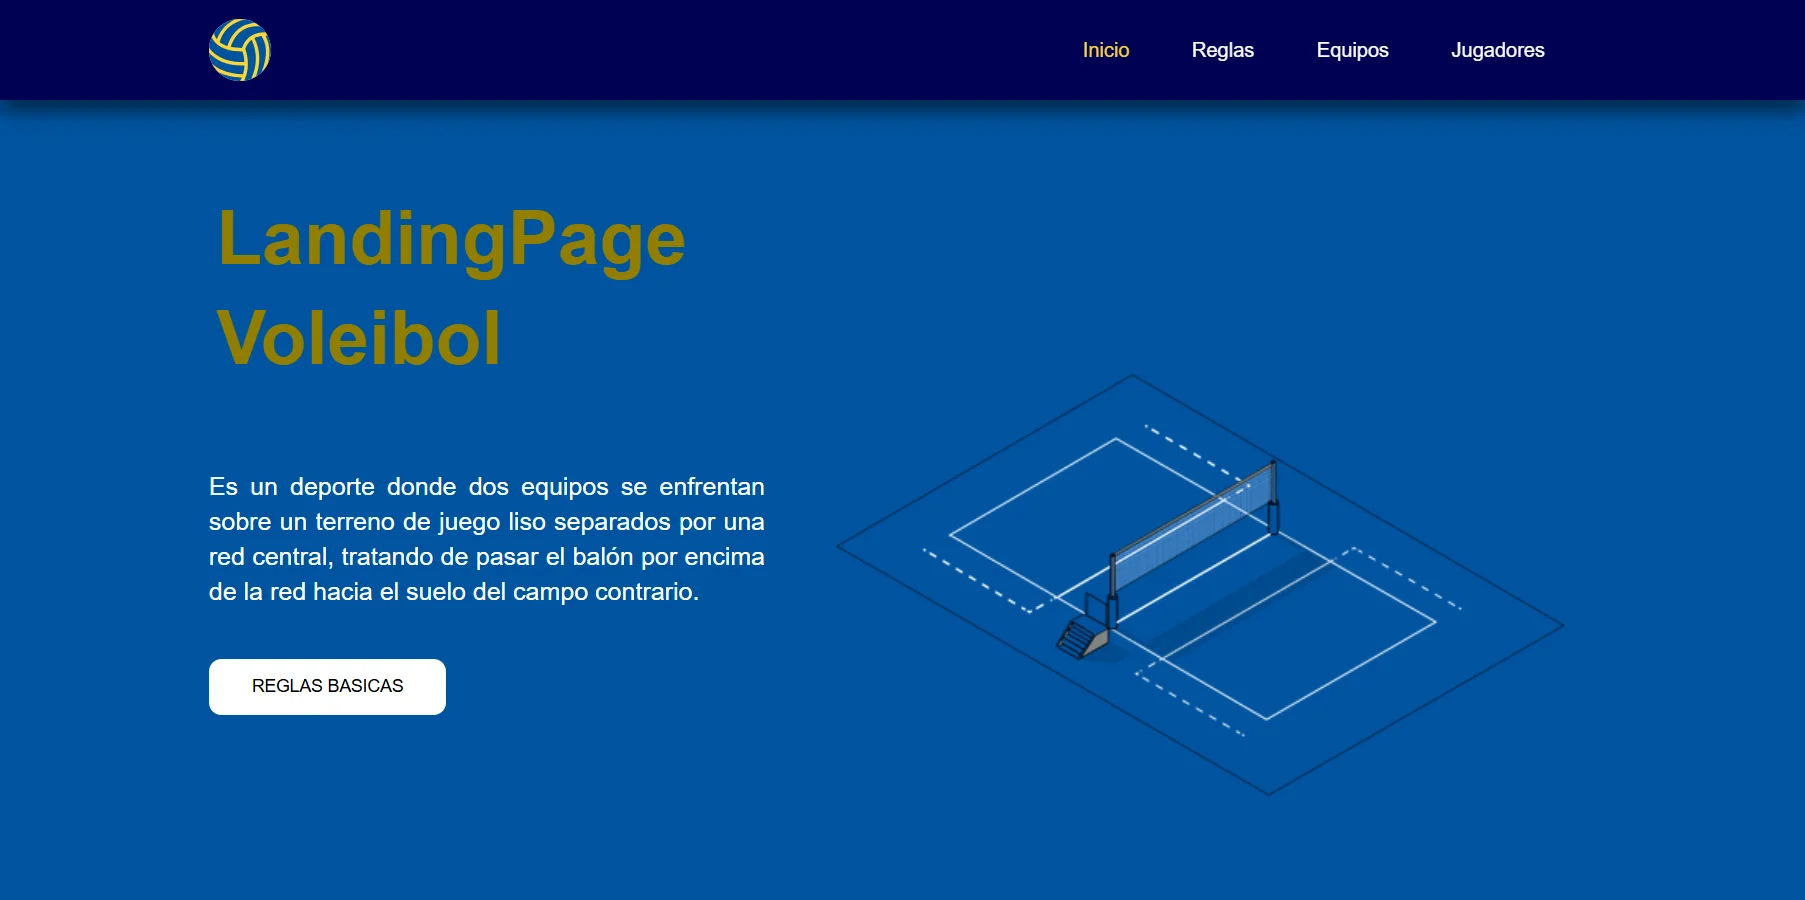 Inicio Reglas Equipos Jugadores
LandingPage
Voleibol
Es un deporte donde dos equipos se enfrentan
sobre un terreno de juego liso separados por una
red central, tratando de pasar el balón por encima
de la red hacia el suelo del campo contrario.
REGLAS BASICAS